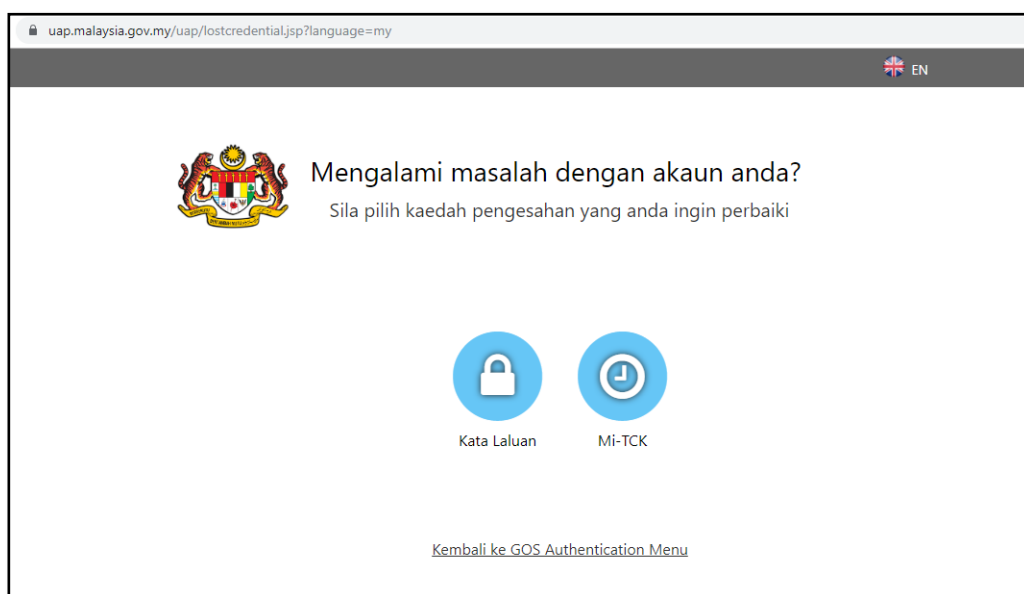 uap.malaysia.gov.my/uap/lostcredential.jsp?language=my
EN
Mengalami masalah dengan akaun anda?
Sila pilih kaedah pengesahan yang anda ingin perbaiki
Kata Laluan
Mi-TCK
Kembali ke GOS Authentication Menu